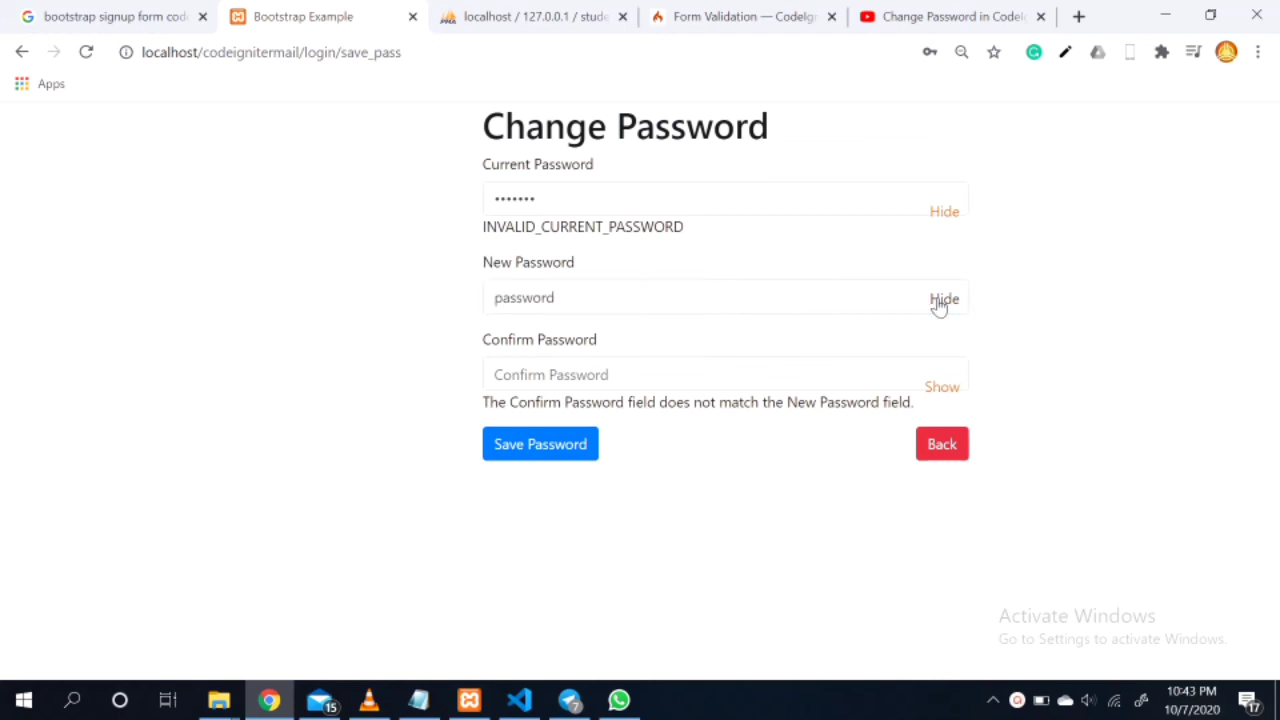 bootstrap signup form cod
Bootstrap Example
localhost / 127.0.0.1 / stude
Form Validation — CodeIgn
Change Password in CodeIg
localhost/codeignitermail/login/save_pass
Apps
Change Password
Current Password
•••••••
Hide
INVALID_CURRENT_PASSWORD
New Password
password
Hide
Confirm Password
Confirm Password
Show
The Confirm Password field does not match the New Password field.
Save Password
Back
Activate Windows
Go to Settings to activate Windows.
15
7
10:43 PM
10/7/2020
17